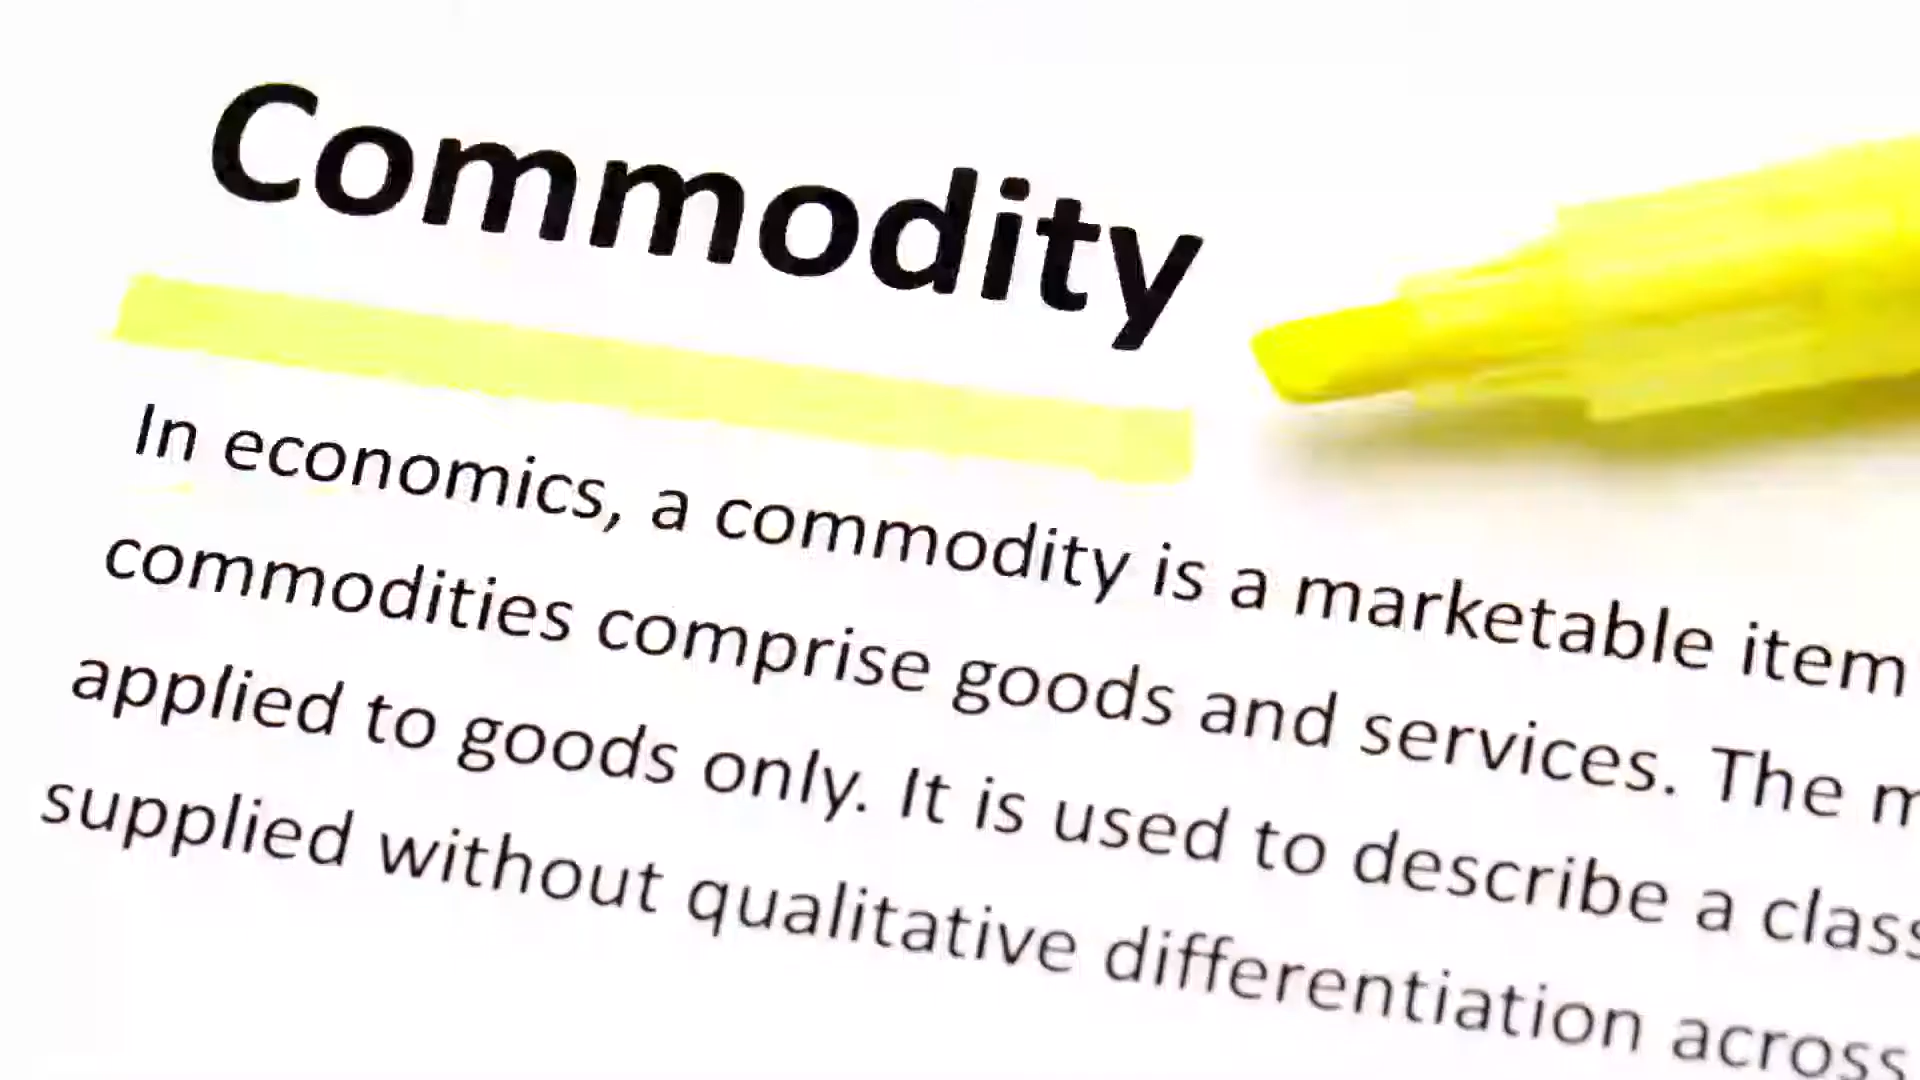 Commodity
In economics, a commodity is a marketable item
commodities comprise goods and services. The
applied to goods only. It is used to describe a class
supplied without qualitative differentiation across